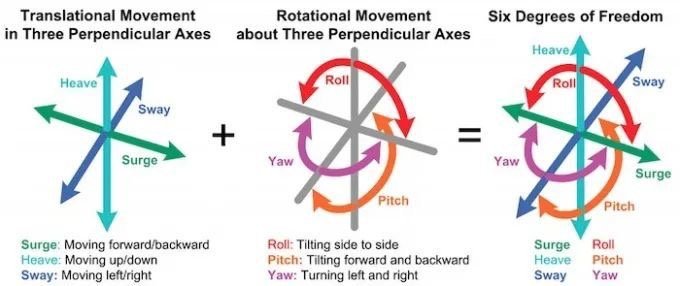 Translational Movement
in Three Perpendicular Axes
Heave
Sway
Surge
Surge: Moving forward/backward
Heave: Moving up/down
Sway: Moving left/right
+
Rotational Movement
about Three Perpendicular Axes
Roll
Yaw
Pitch
Roll: Tilting side to side
Pitch: Tilting forward and backward
Yaw: Turning left and right
=
Six Degrees of Freedom
Heave
Sway
Roll
Yaw
Surge
Pitch
Surge Roll
Heave Pitch
Sway Yaw